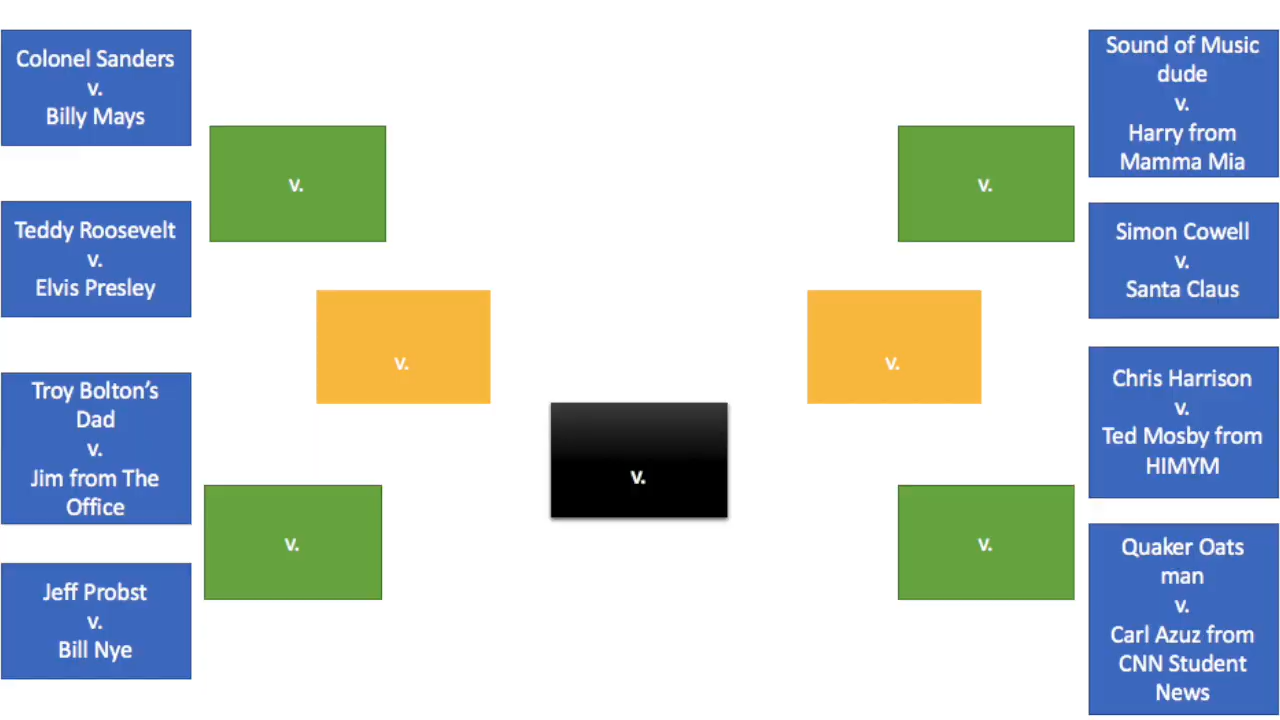 Colonel Sanders
v.
Billy Mays
Teddy Roosevelt
v.
Elvis Presley
Troy Bolton’s
Dad
v.
Jim from The
Office
Jeff Probst
v.
Bill Nye
v.
v.
v.
v.
v.
v.
v.
Sound of Music
dude
v.
Harry from
Mamma Mia
Simon Cowell
v.
Santa Claus
Chris Harrison
v.
Ted Mosby from
HIMYM
Quaker Oats
man
v.
Carl Azuz from
CNN Student
News